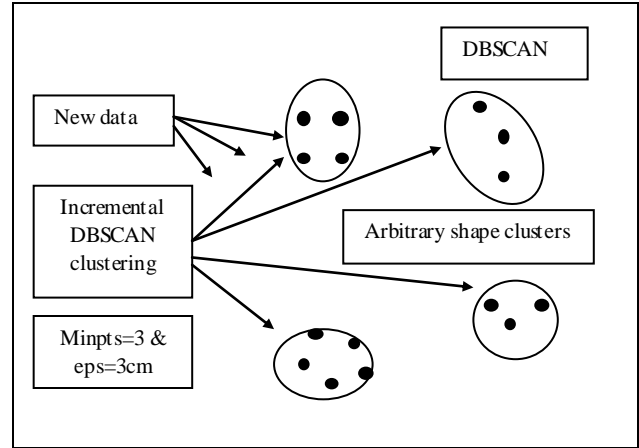 DBSCAN
New data
Incremental
DBSCAN
clustering
Arbitrary shape clusters
Minpts=3 &
eps=3cm